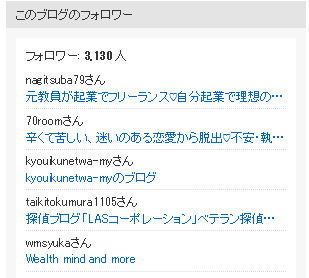 このブログのフォロワー
フォロワー: 3,130 人
nagitsuba79さん
元教員が起業でフリーランス♡自分起業で理想の…
70roomさん
辛くて苦しい、迷いのある恋愛から脱出♡不安・執…
kyouikunetwa-myさん
kyouikunetwa-myのブログ
taikitokumura1105さん
探偵ブログ「LASコーポレーション」ベテラン探偵…
wmsyukaさん
Wealth mind and more